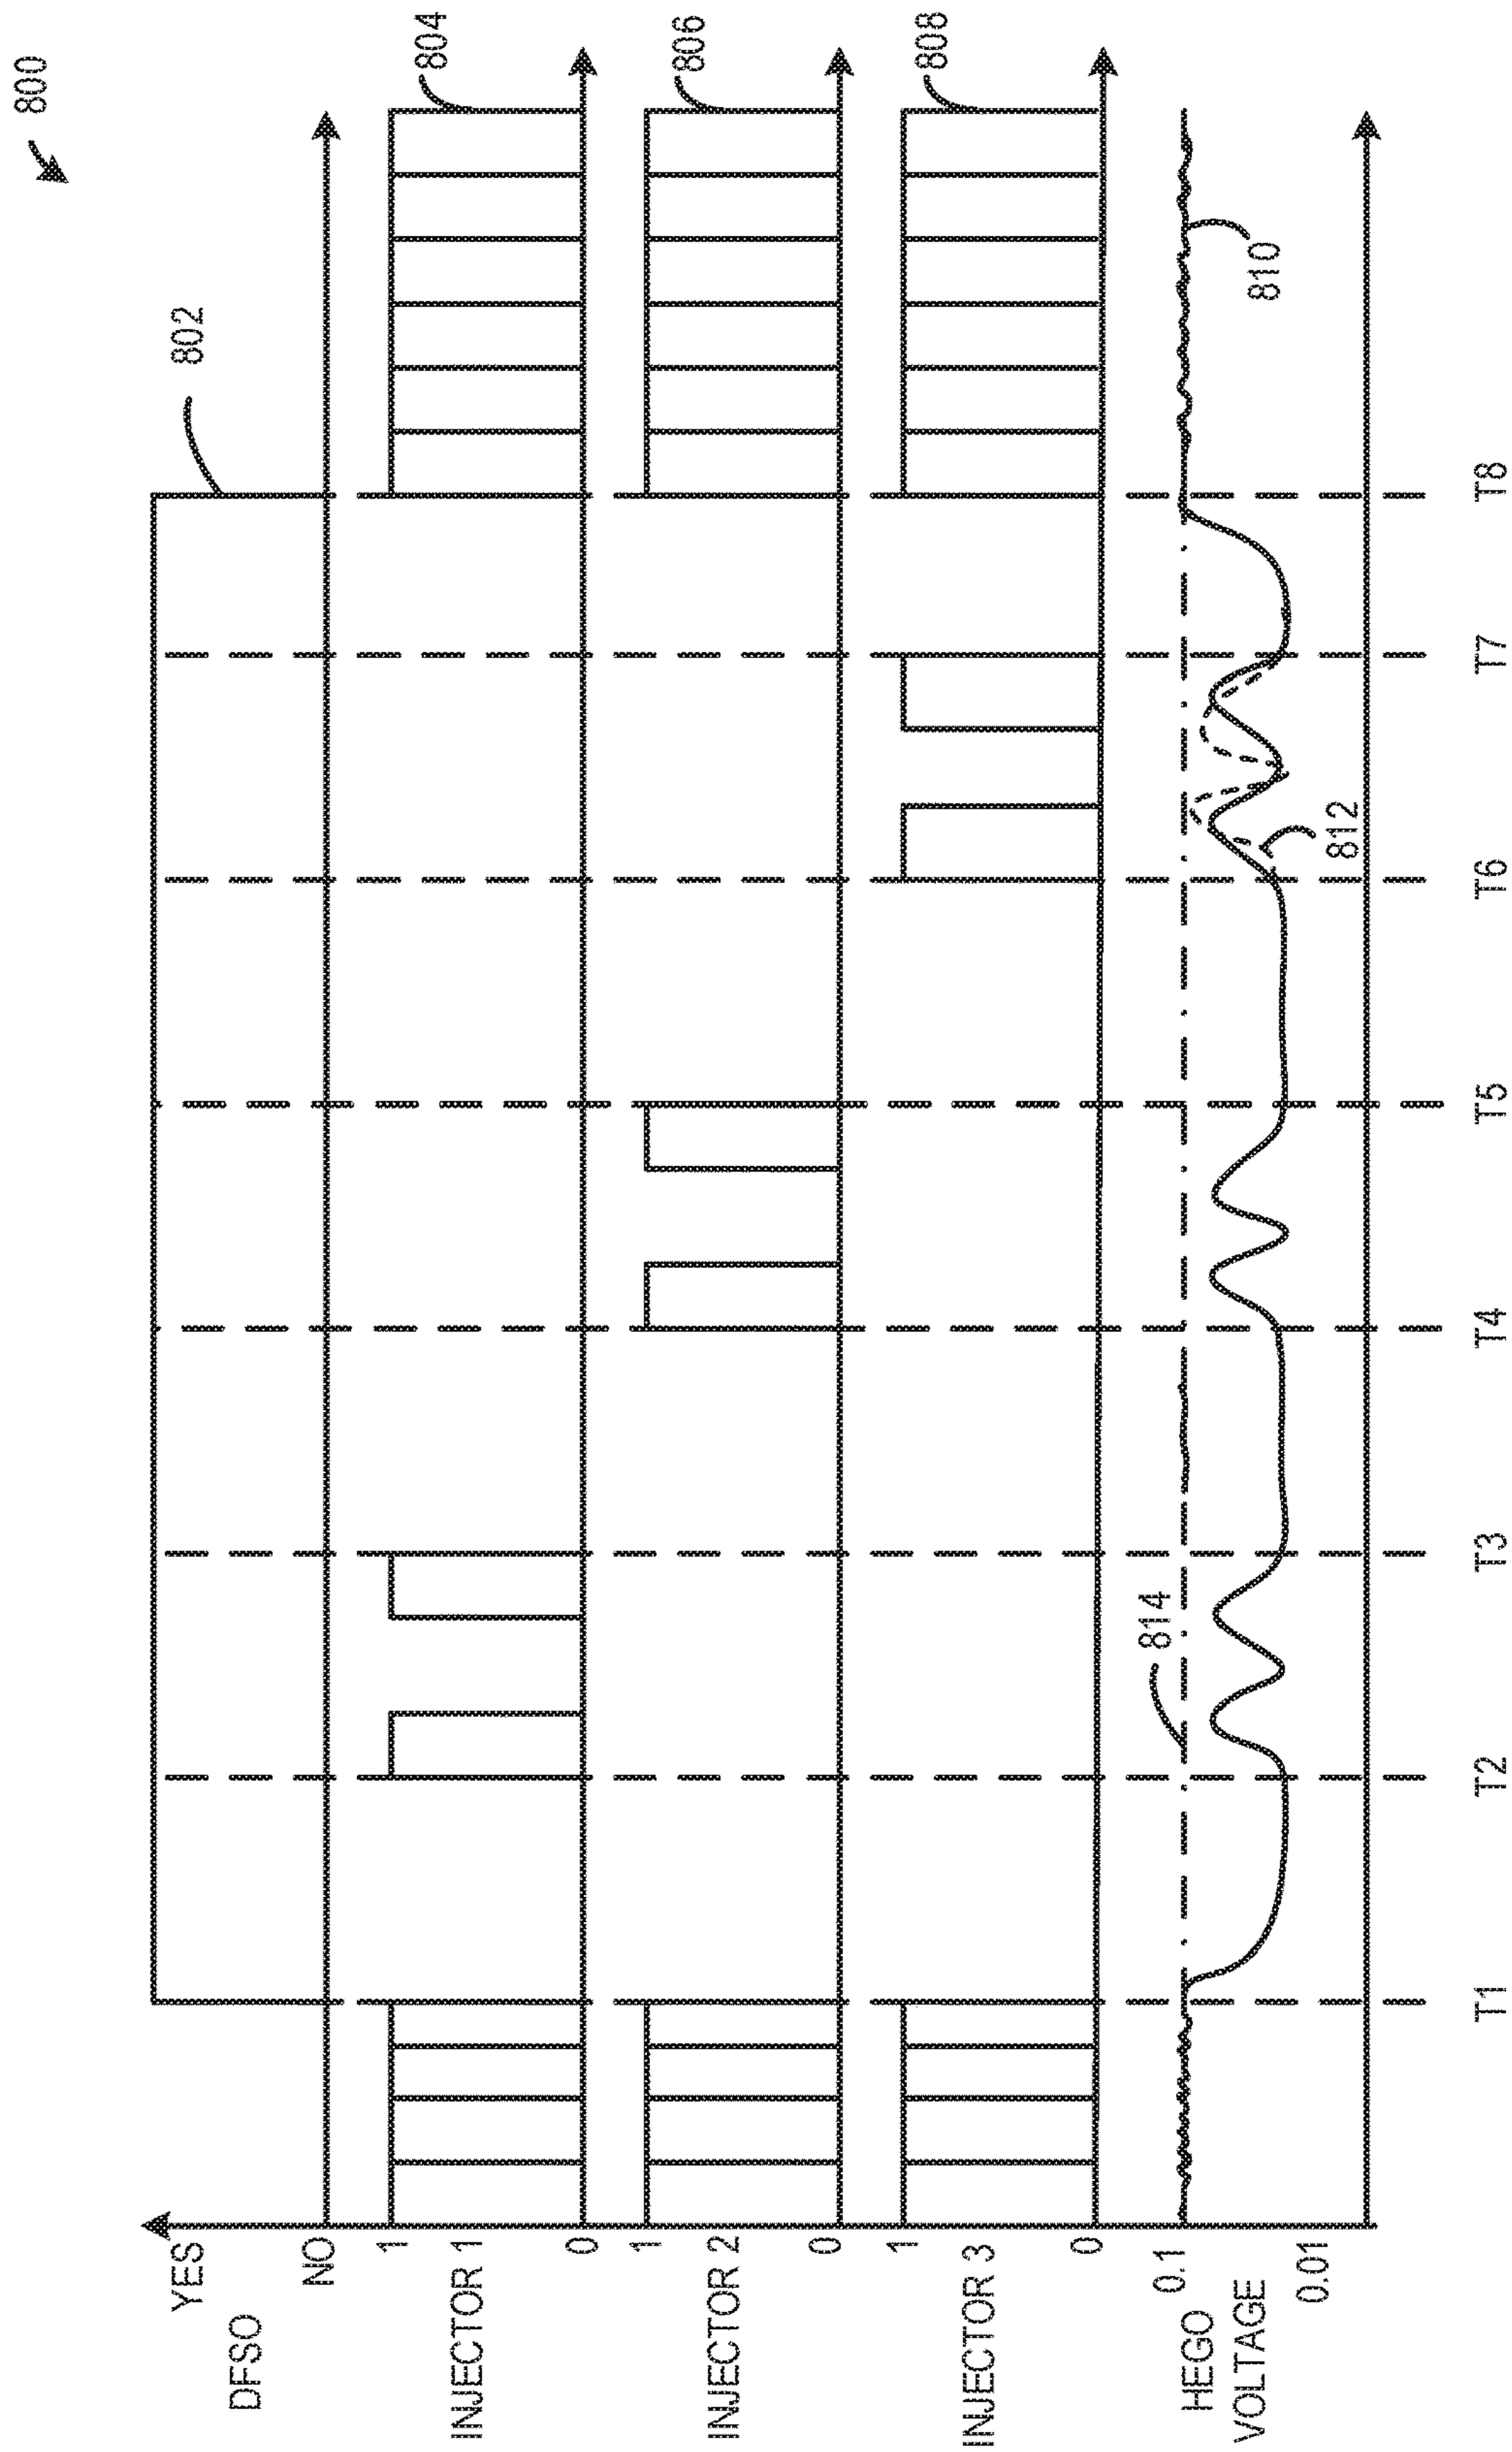 800
802
YES
DFSO
NO
804
1
INJECTOR 1
0
806
1
INJECTOR 2
0
808
1
INJECTOR 3
0
814
0.1
HEGO
VOLTAGE
0.01
810
812
T1 T2 T3 T4 T5 T6 T7 T8